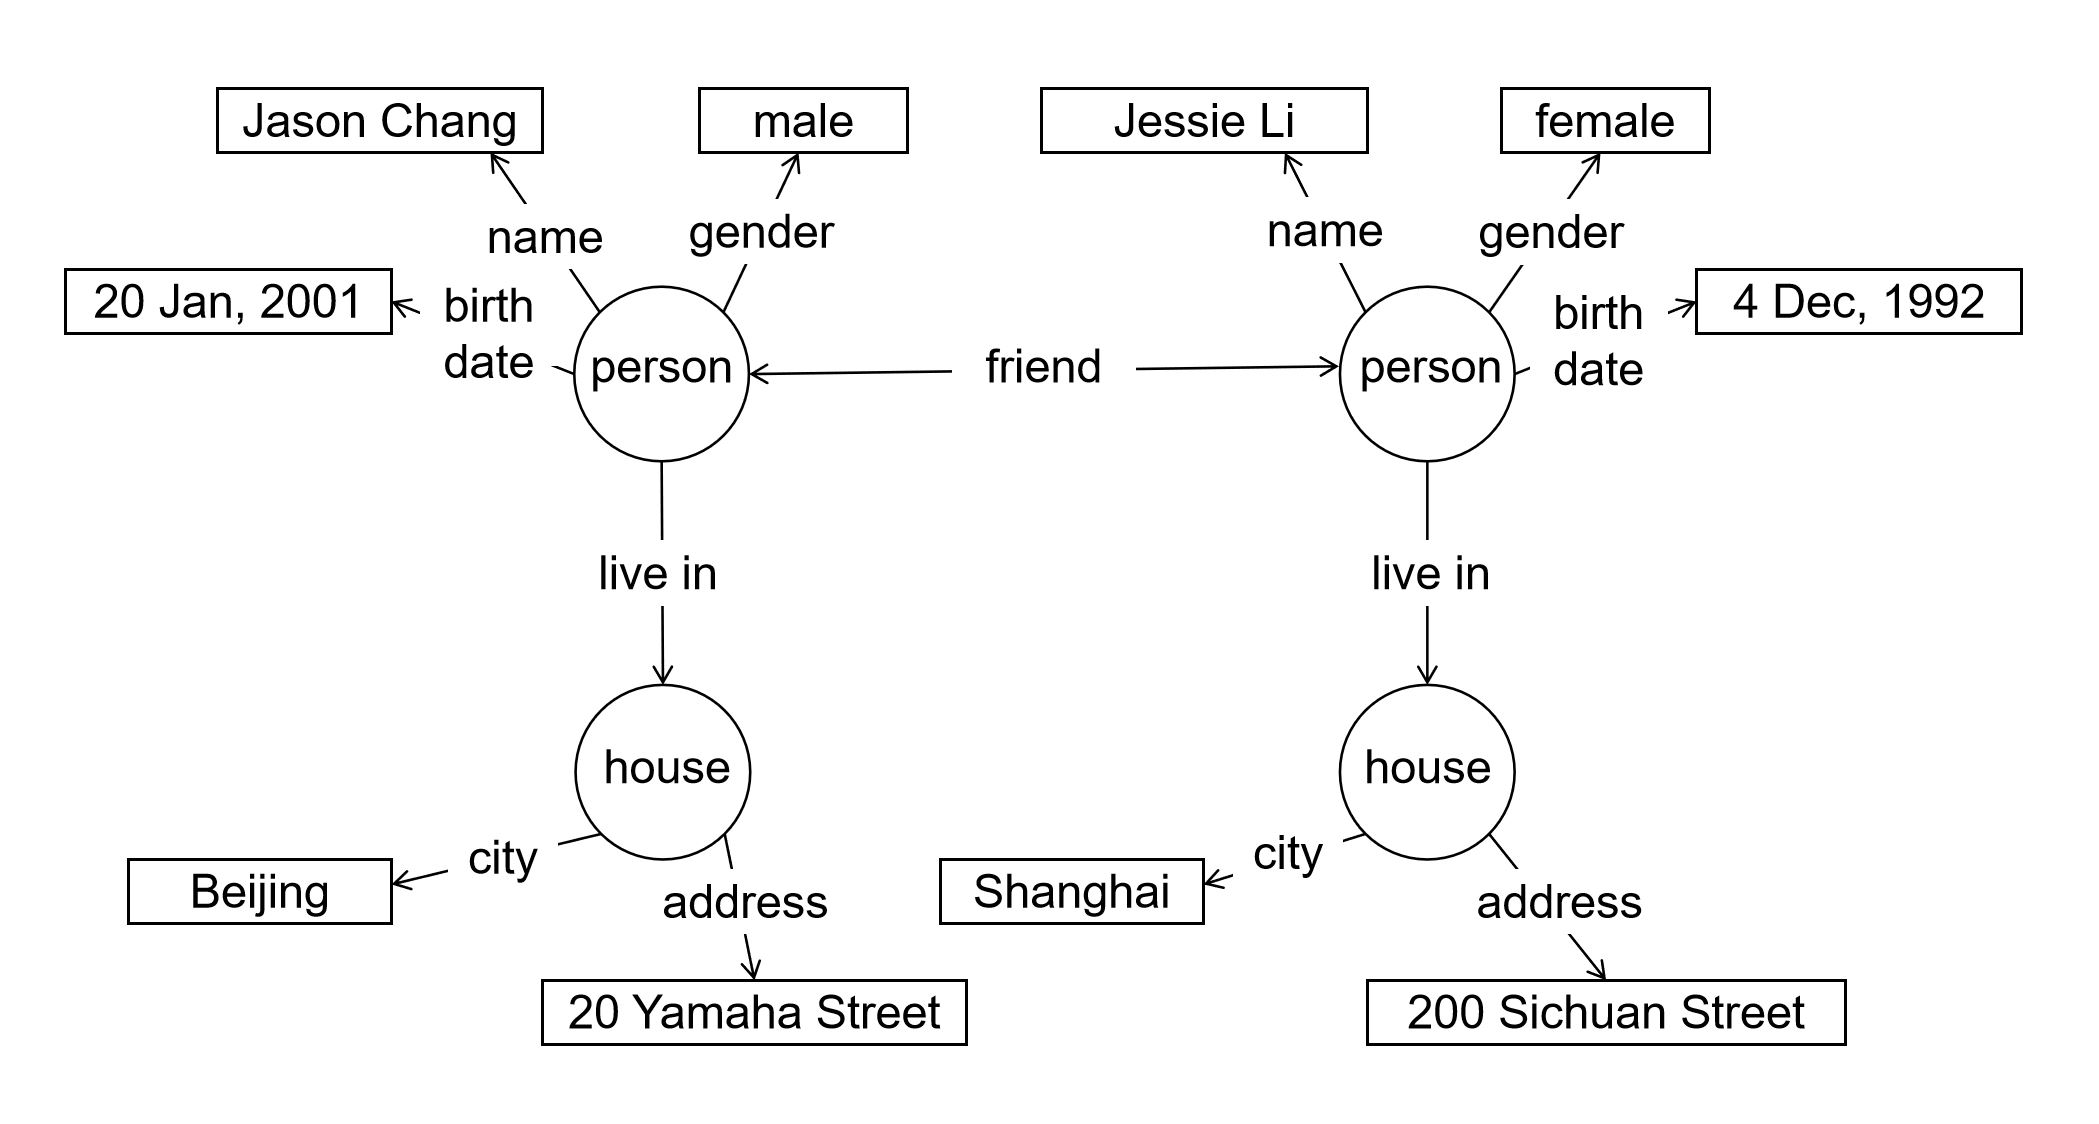 Jason Chang
male
Jessie Li
female
name
gender
name
gender
20 Jan, 2001
birth
date
birth
date
4 Dec, 1992
person
friend
person
live in
live in
house
house
city
Beijing
address
city
Shanghai
address
20 Yamaha Street
200 Sichuan Street